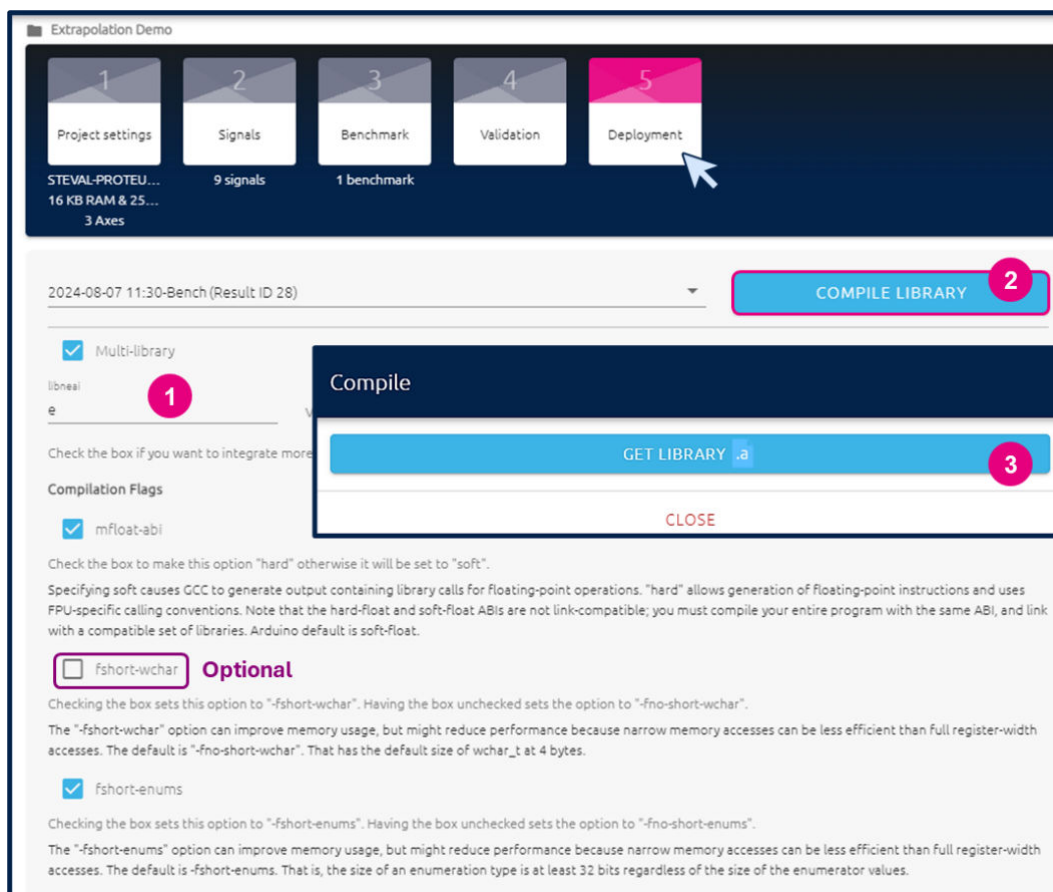 Extrapolation Demo
1
2
3
4
5
Project settings
Signals
Benchmark
Validation
Deployment
STEVAL-PROTEU...
16 KB RAM & 25...
3 Axes
9 signals
1 benchmark
2024-08-07 11:30-Bench (Result ID 28)
COMPILE LIBRARY
2
Multi-library
libneai
e
1
V
Check the box if you want to integrate more
Compile
GET LIBRARY .a
3
CLOSE
Compilation Flags
mfloat-abi
Check the box to make this option "hard" otherwise it will be set to "soft".
Specifying soft causes GCC to generate output containing library calls for floating-point operations. "hard" allows generation of floating-point instructions and uses
FPU-specific calling conventions. Note that the hard-float and soft-float ABIs are not link-compatible; you must compile your entire program with the same ABI, and link
with a compatible set of libraries. Arduino default is soft-float.
fshort-wchar Optional
Checking the box sets this option to "-fshort-wchar". Having the box unchecked sets the option to "-fno-short-wchar".
The "-fshort-wchar" option can improve memory usage, but might reduce performance because narrow memory accesses can be less efficient than full register-width
accesses. The default is "-fno-short-wchar". That has the default size of wchar_t at 4 bytes.
fshort-enums
Checking the box sets this option to "-fshort-enums". Having the box unchecked sets the option to "-fno-short-enums".
The "-fshort-enums" option can improve memory usage, but might reduce performance because narrow memory accesses can be less efficient than full register-width
accesses. The default is -fshort-enums. That is, the size of an enumeration type is at least 32 bits regardless of the size of the enumerator values.